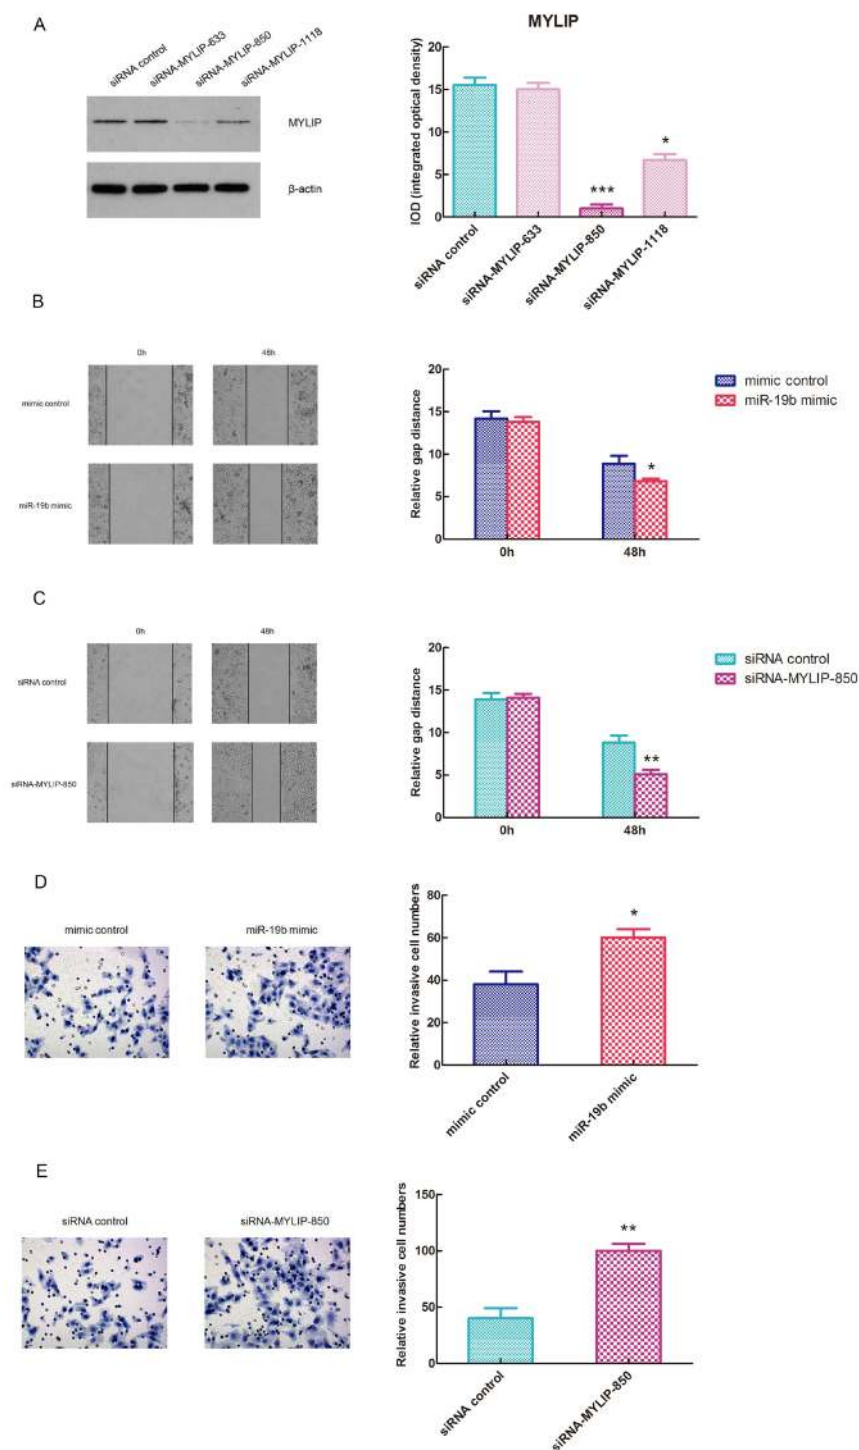 A
siRNA control
siRNA-MYLIP-633
siRNA-MYLIP-850
siRNA-MYLIP-1118
MYLIP
β-actin
MYLIP
IOD (integrated optical density)
20
15
10
5
0
***
*
siRNA control
siRNA-MYLIP-633
siRNA-MYLIP-850
siRNA-MYLIP-1118
B
0h
48h
mimic control
miR-19b mimic
Relative gap distance
20
15
10
5
0
*
0h
48h
mimic control
miR-19b mimic
C
0h
48h
siRNA control
siRNA-MYLIP-850
Relative gap distance
20
15
10
5
0
**
0h
48h
siRNA control
siRNA-MYLIP-850
D
mimic control
miR-19b mimic
Relative invasive cell numbers
80
60
40
20
0
*
mimic control
miR-19b mimic
E
siRNA control
siRNA-MYLIP-850
Relative invasive cell numbers
150
100
50
0
**
siRNA control
siRNA-MYLIP-850